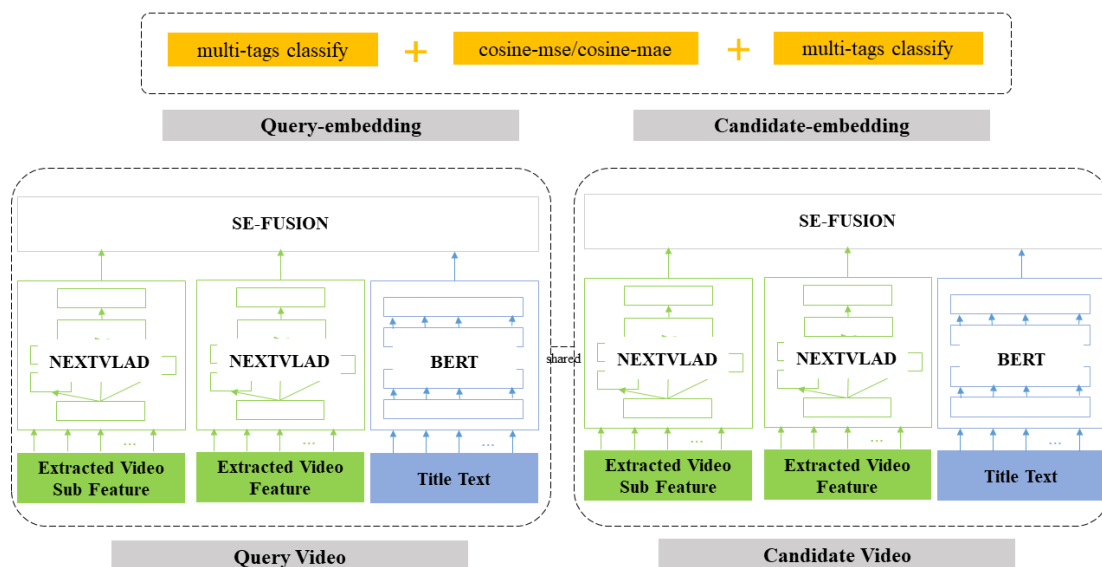 multi-tags classify + cosine-mse/cosine-mae + multi-tags classify
Query-embedding Candidate-embedding
SE-FUSION SE-FUSION
NEXTVLAD NEXTVLAD BERT shared NEXTVLAD NEXTVLAD BERT
... ... ... ... ... ...
Extracted Video
Sub Feature
Extracted Video
Feature
Title Text
Extracted Video
Sub Feature
Extracted Video
Feature
Title Text
Query Video Candidate Video